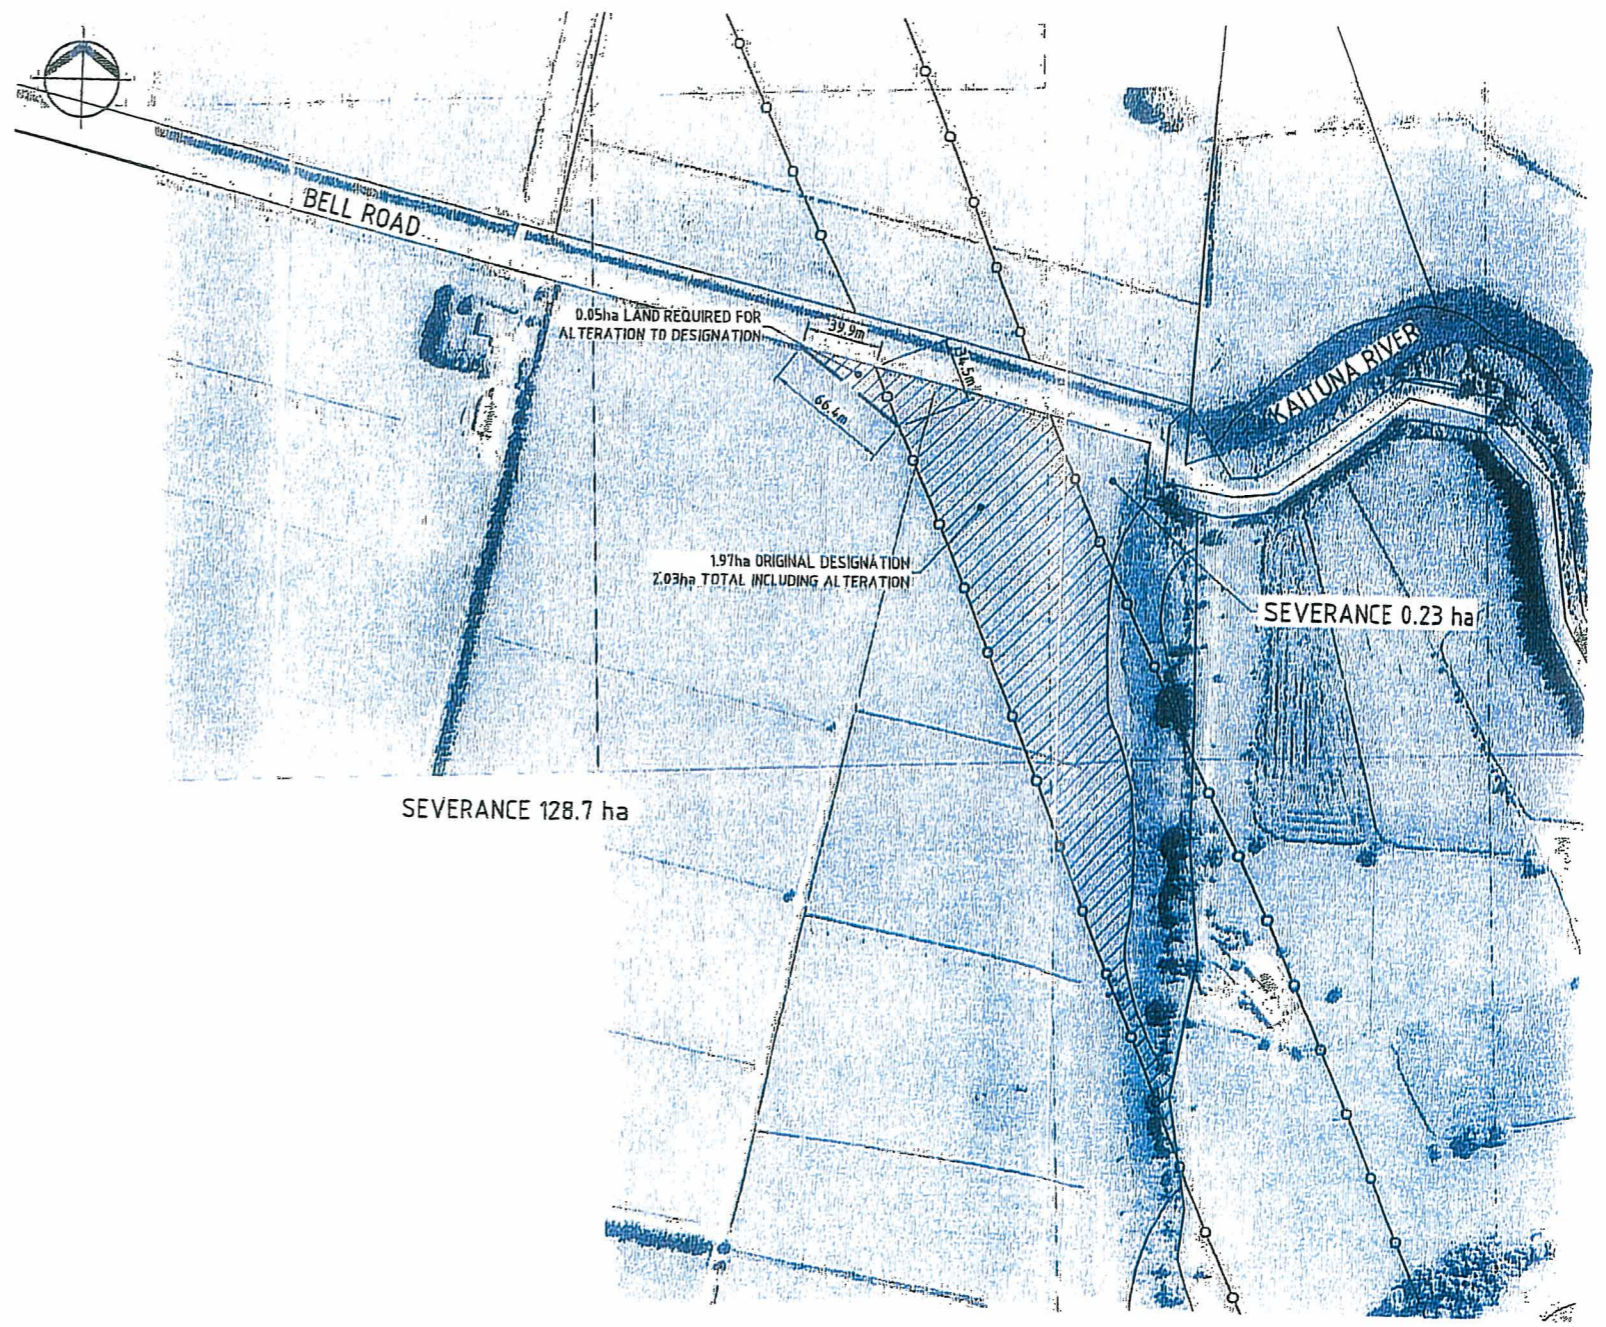 BELL ROAD
0.05ha LAND REQUIRED FOR
ALTERATION TO DESIGNATION
39.9m
66.4m
KAITUNA RIVER
1.97ha ORIGINAL DESIGNATION
2.03ha TOTAL INCLUDING ALTERATION
SEVERANCE 0.23 ha
SEVERANCE 128.7 ha